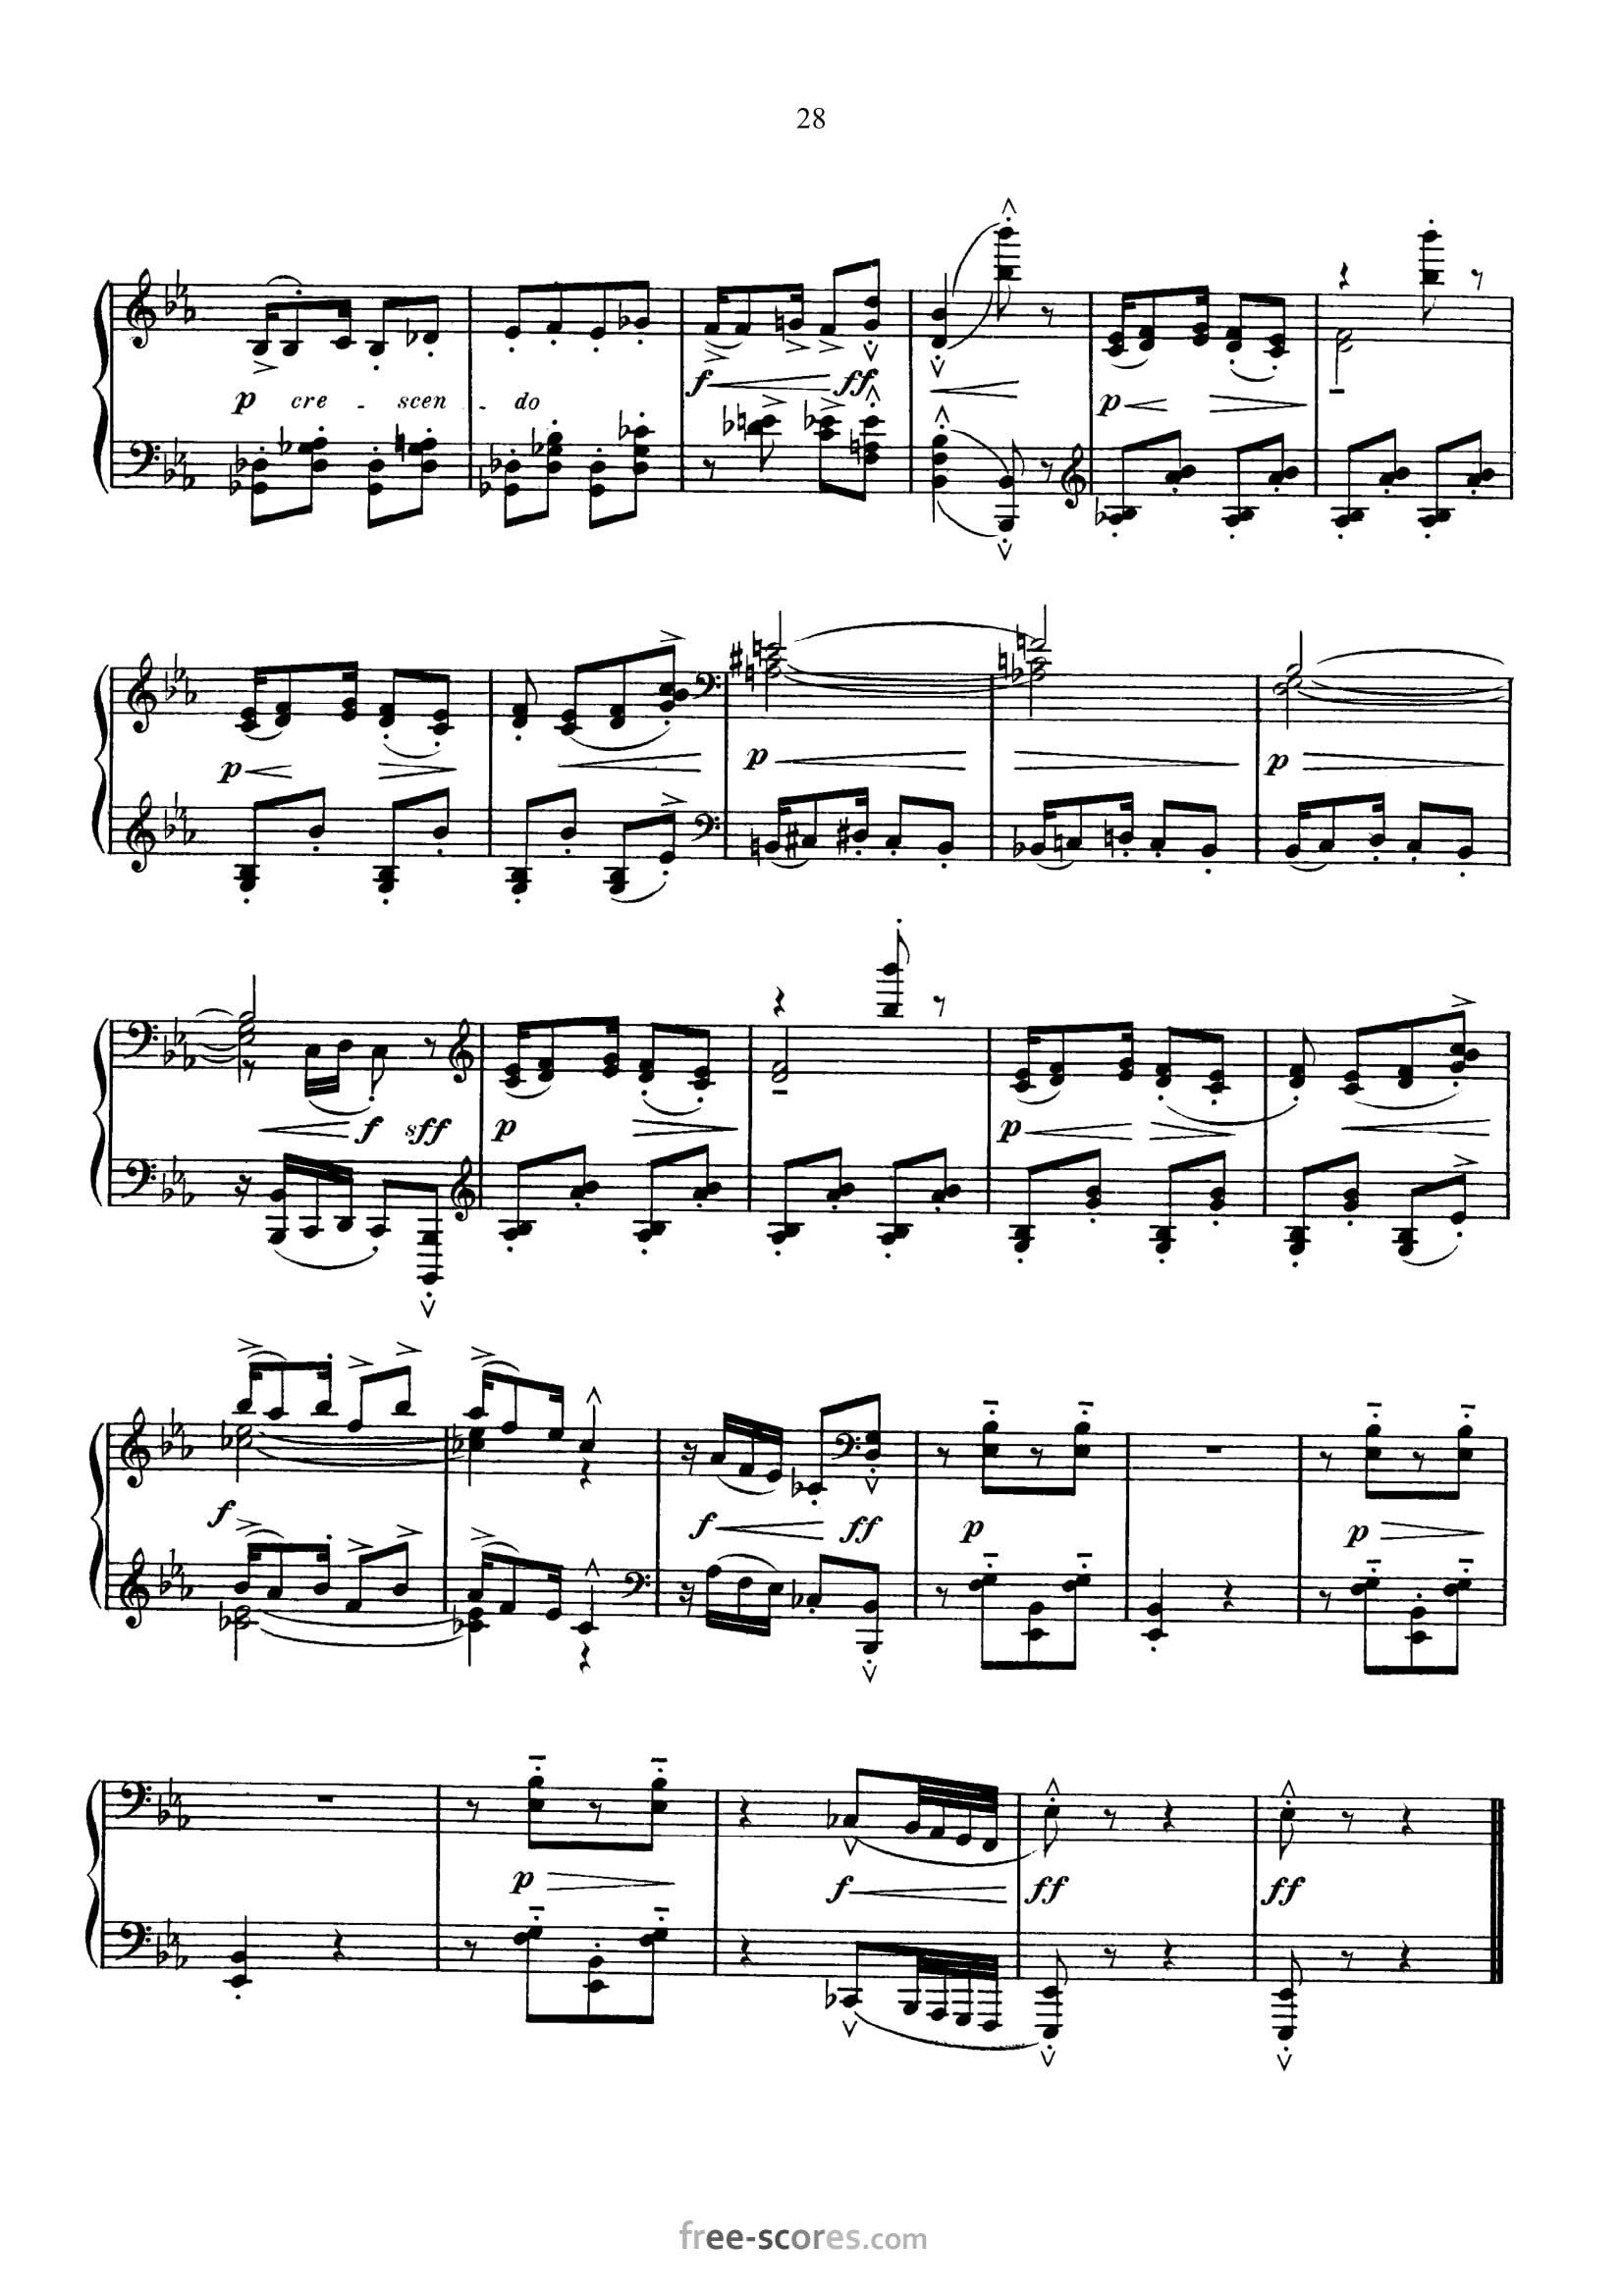 28
f ff
p cre - scen - do p
p p p
f sff p p
f f ff p p
p f ff ff
free-scores.com